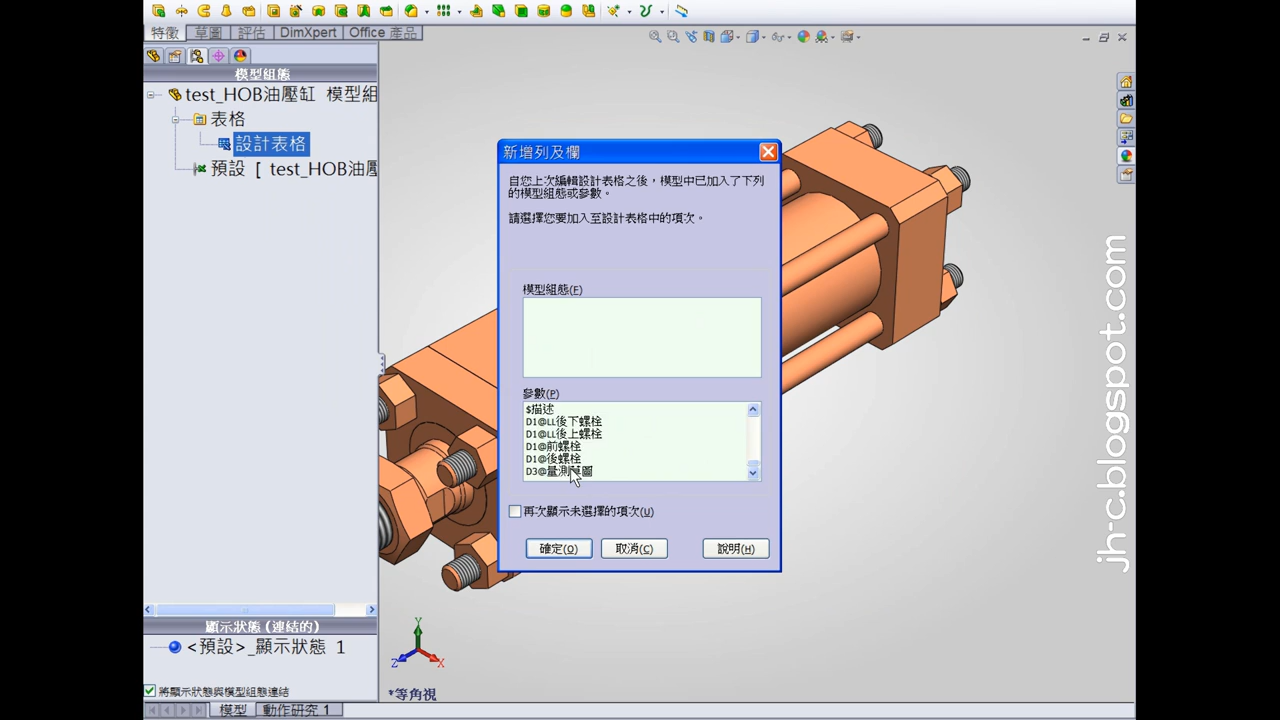 特徵 草圖 評估 DimXpert Office 產品
模型組態
test_HOB油壓缸 模型組
表格
設計表格
預設 [ test_HOB油
新增列及欄
自您上次編輯設計表格之後，模型中已加入了下列
的模型組態或參數。
請選擇您要加入至設計表格中的項次。
模型組態(F)
參數(P)
$描述
D1@LL後下螺栓
D1@LL後上螺栓
D1@前螺栓
D1@後螺栓
D3@量測草圖
再次顯示未選擇的項次(U)
確定(O) 取消(C) 說明(H)
jh-c.blogspot.com
顯示狀態 (連結的)
<預設>_顯示狀態 1
將顯示狀態與模型組態連結
模型 動作研究 1
Y
Z X
*等角視